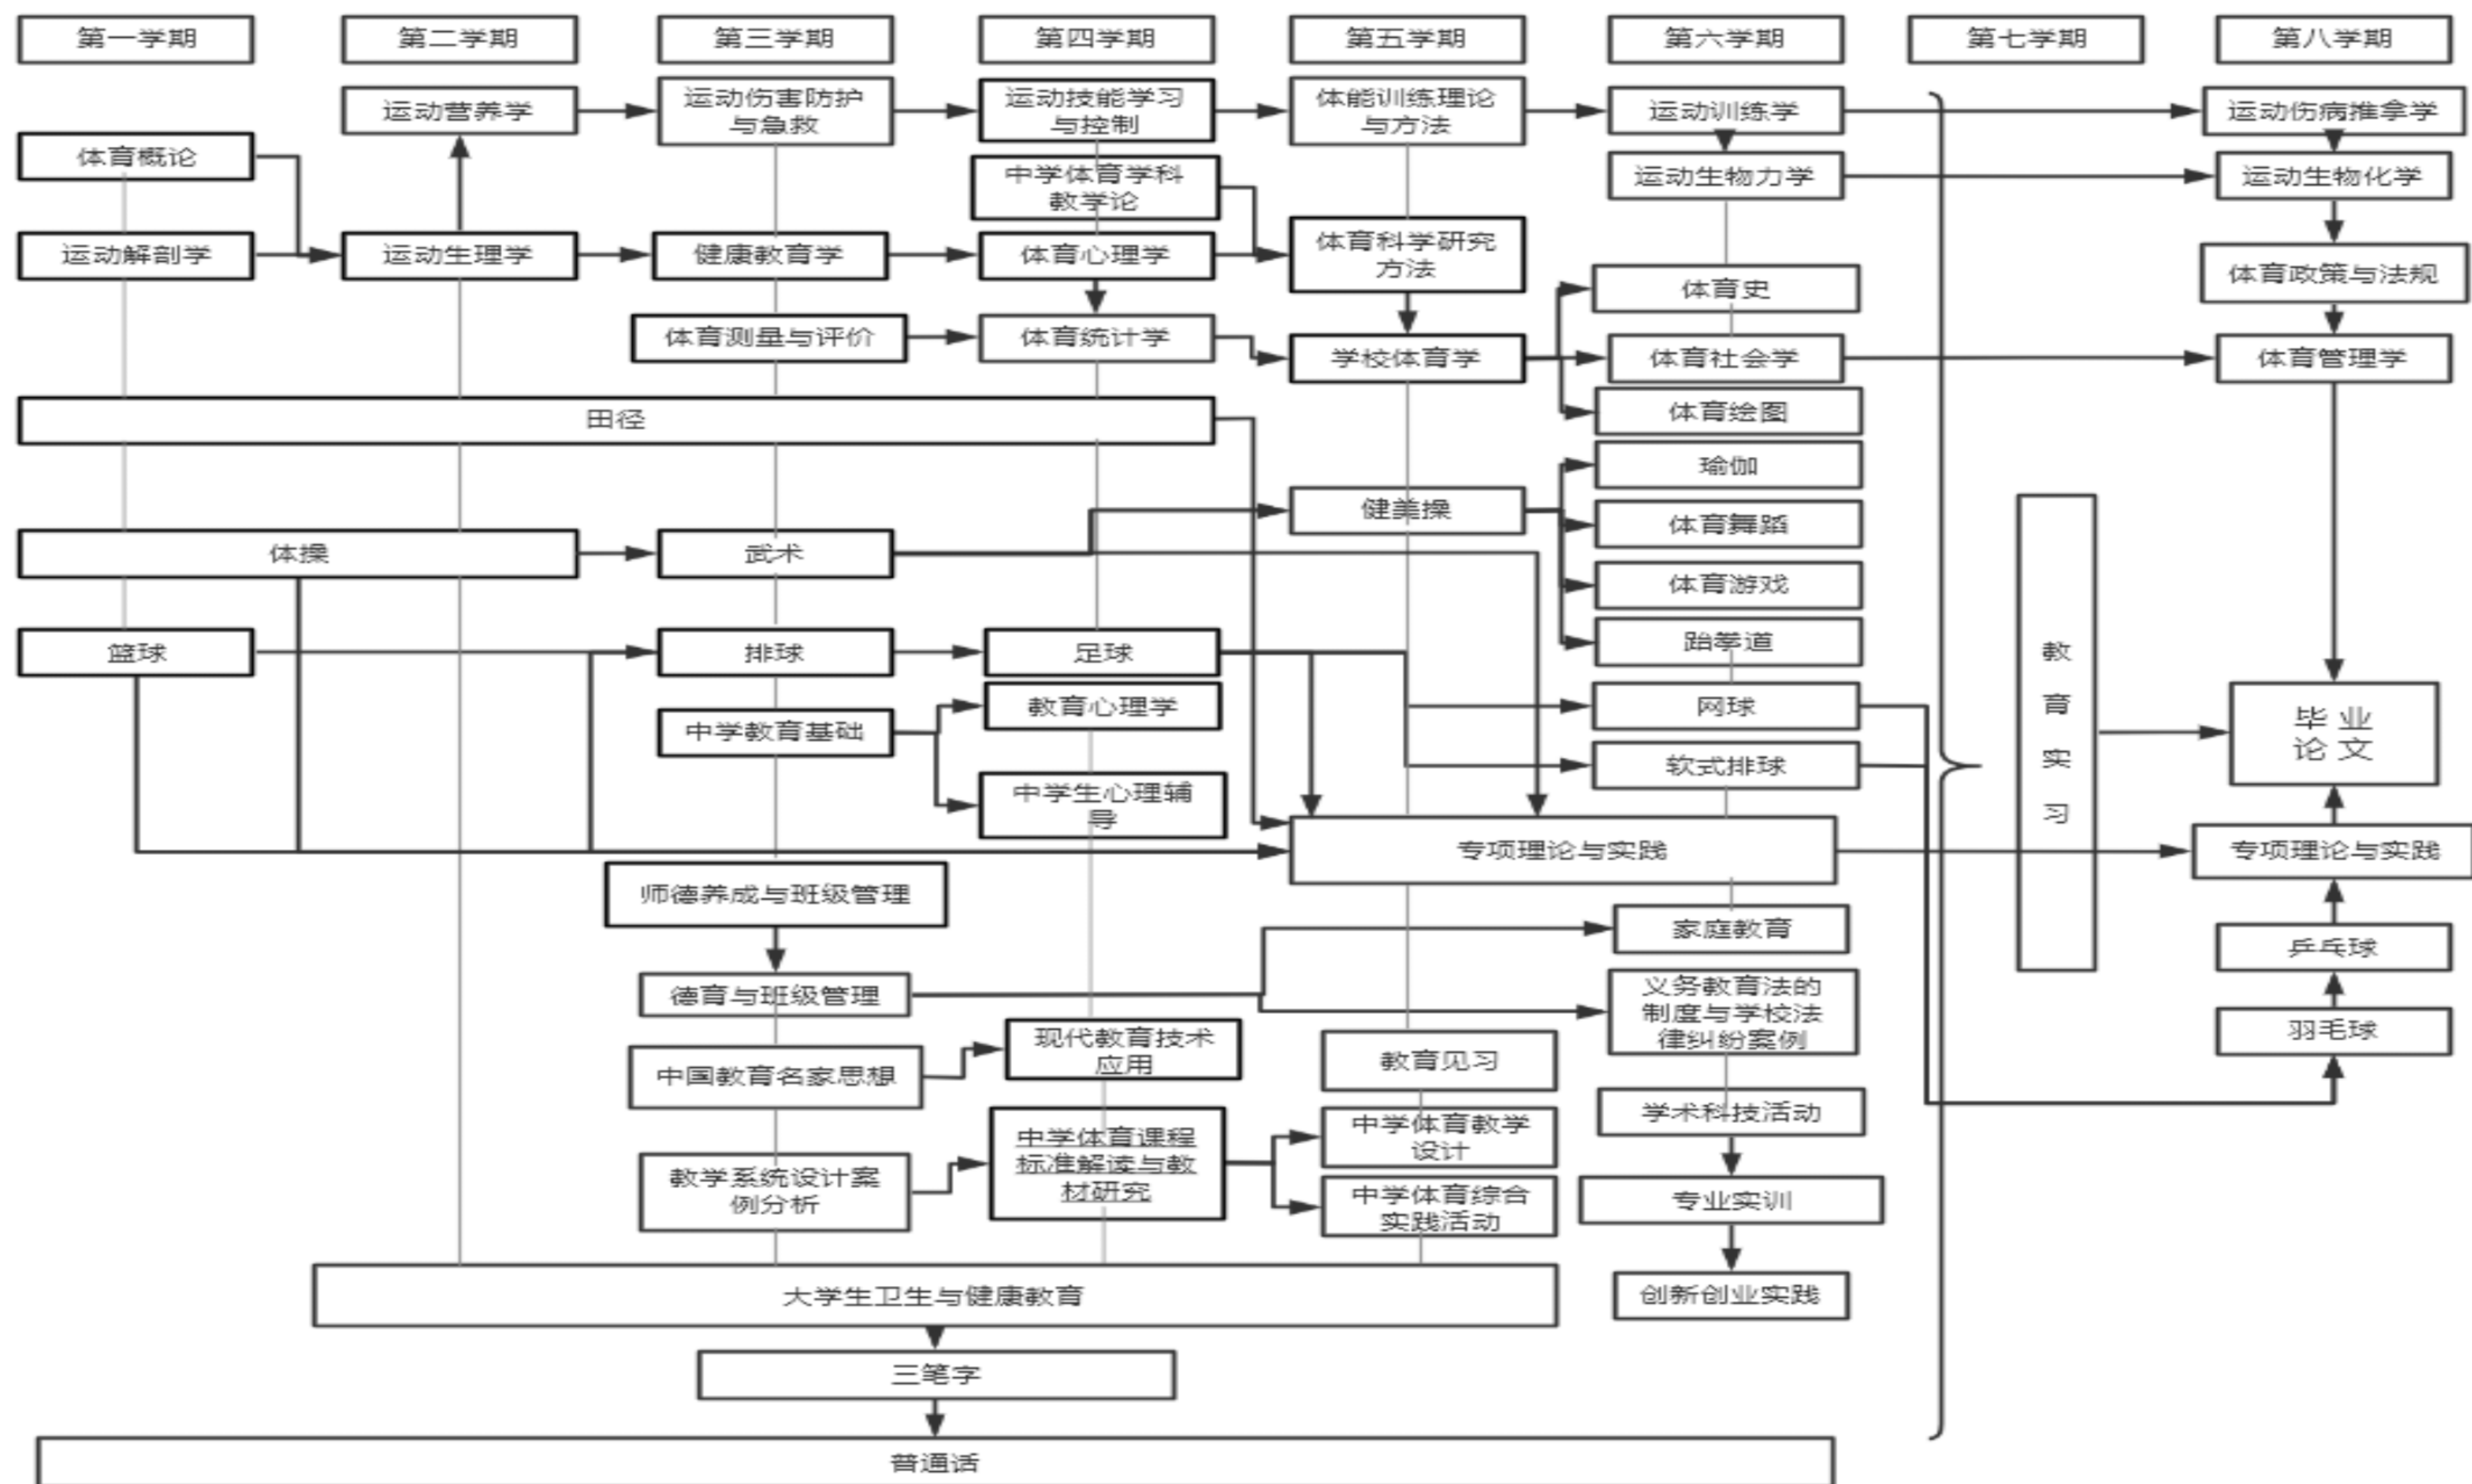 第一学期
第二学期
第三学期
第四学期
第五学期
第六学期
第七学期
第八学期
运动营养学
运动伤害防护
与急救
运动技能学习
与控制
体能训练理论
与方法
运动训练学
运动伤病推拿学
体育概论
中学体育学科
教学论
运动生物力学
运动生物化学
运动解剖学
运动生理学
健康教育学
体育心理学
体育科学研究
方法
体育史
体育政策与法规
体育测量与评价
体育统计学
学校体育学
体育社会学
体育管理学
体育绘图
田径
瑜伽
健美操
体育舞蹈
体操
武术
体育游戏
篮球
排球
足球
跆拳道
教育心理学
网球
中学教育基础
教
育
实
习
毕 业
论 文
中学生心理辅
导
软式排球
专项理论与实践
专项理论与实践
师德养成与班级管理
家庭教育
乒乓球
德育与班级管理
义务教育法的
制度与学校法
律纠纷案例
羽毛球
中国教育名家思想
现代教育技术
应用
教育见习
学术科技活动
教学系统设计案
例分析
中学体育课程
标准解读与教
材研究
中学体育教学
设计
中学体育综合
实践活动
专业实训
大学生卫生与健康教育
创新创业实践
三笔字
普通话